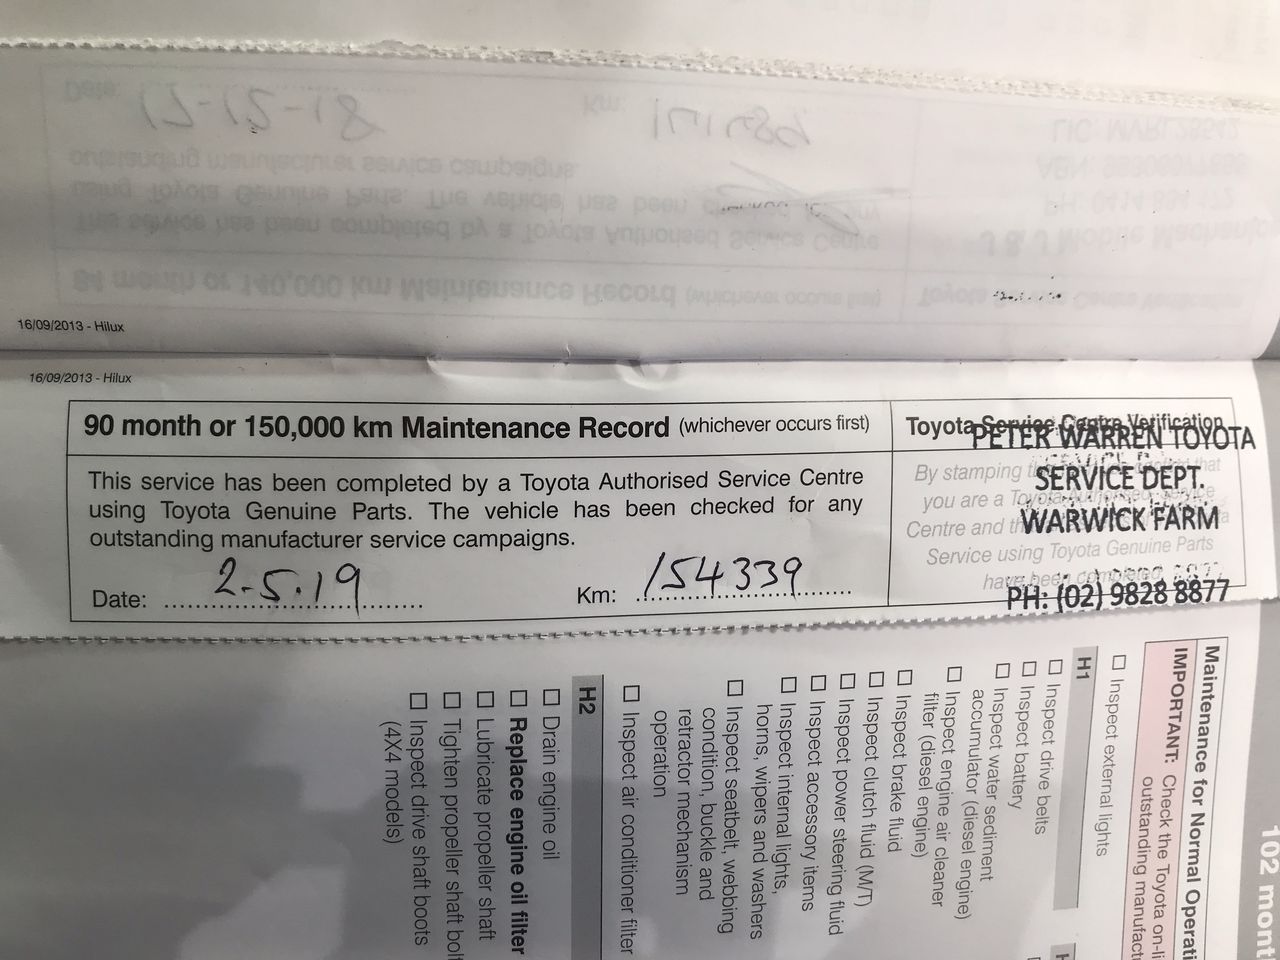 16/09/2013 - Hilux
16/09/2013 - Hilux
90 month or 150,000 km Maintenance Record (whichever occurs first)
This service has been completed by a Toyota Authorised Service Centre
using Toyota Genuine Parts. The vehicle has been checked for any
outstanding manufacturer service campaigns.
Date: 2-5.19
Km: 154339
Toyota Service Centre Verification
By stamping that
you are a Toyota Authorised Service
Centre and
Service using Toyota Genuine Parts
have been completed
PETER WARREN TOYOTA
SERVICE DEPT.
WARWICK FARM
PH: (02) 9828 8877
Maintenance for Normal Operati
IMPORTANT: Check the Toyota on-li
outstanding manufact
☐ Inspect external lights
H1
☐ Inspect drive belts
☐ Inspect battery
☐ Inspect water sediment
accumulator (diesel engine)
☐ Inspect engine air cleaner
filter (diesel engine)
☐ Inspect brake fluid
☐ Inspect clutch fluid (M/T)
☐ Inspect power steering fluid
☐ Inspect accessory items
☐ Inspect internal lights,
horns, wipers and washers
☐ Inspect seatbelt, webbing
condition, buckle and
retractor mechanism
operation
☐ Inspect air conditioner filter
H2
☐ Drain engine oil
☐ Replace engine oil filter
☐ Lubricate propeller shaft
☐ Tighten propeller shaft bolt
☐ Inspect drive shaft boots
(4X4 models)
102 mont